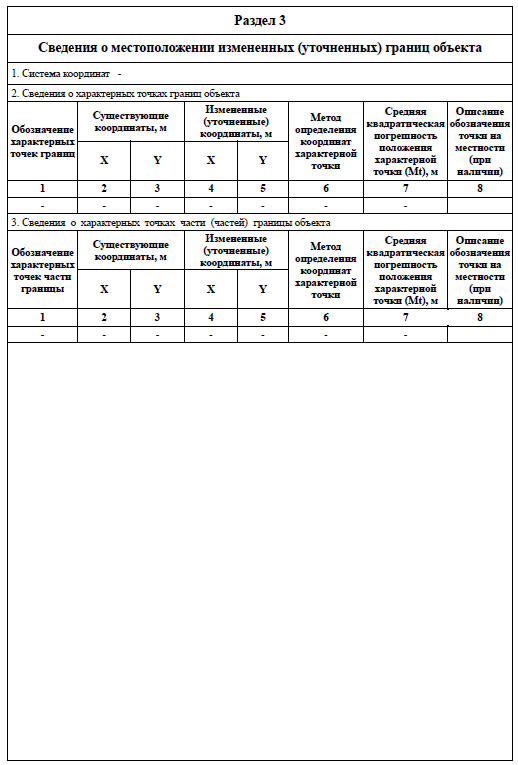 Раздел 3
Сведения о местоположении измененных (уточненных) границ объекта
1. Система координат -
2. Сведения о характерных точках границ объекта
Обозначение характерных точек границ | Существующие координаты, м | Измененные (уточненные) координаты, м | Метод определения координат характерной точки | Средняя квадратическая погрешность положения характерной точки (Mt), м | Описание обозначения точки на местности (при наличии)
X | Y | X | Y
1 | 2 | 3 | 4 | 5 | 6 | 7 | 8
- | - | - | - | - | - | - |
3. Сведения о характерных точках части (частей) границы объекта
Обозначение характерных точек части границы | Существующие координаты, м | Измененные (уточненные) координаты, м | Метод определения координат характерной точки | Средняя квадратическая погрешность положения характерной точки (Mt), м | Описание обозначения точки на местности (при наличии)
X | Y | X | Y
1 | 2 | 3 | 4 | 5 | 6 | 7 | 8
- | - | - | - | - | - | - |